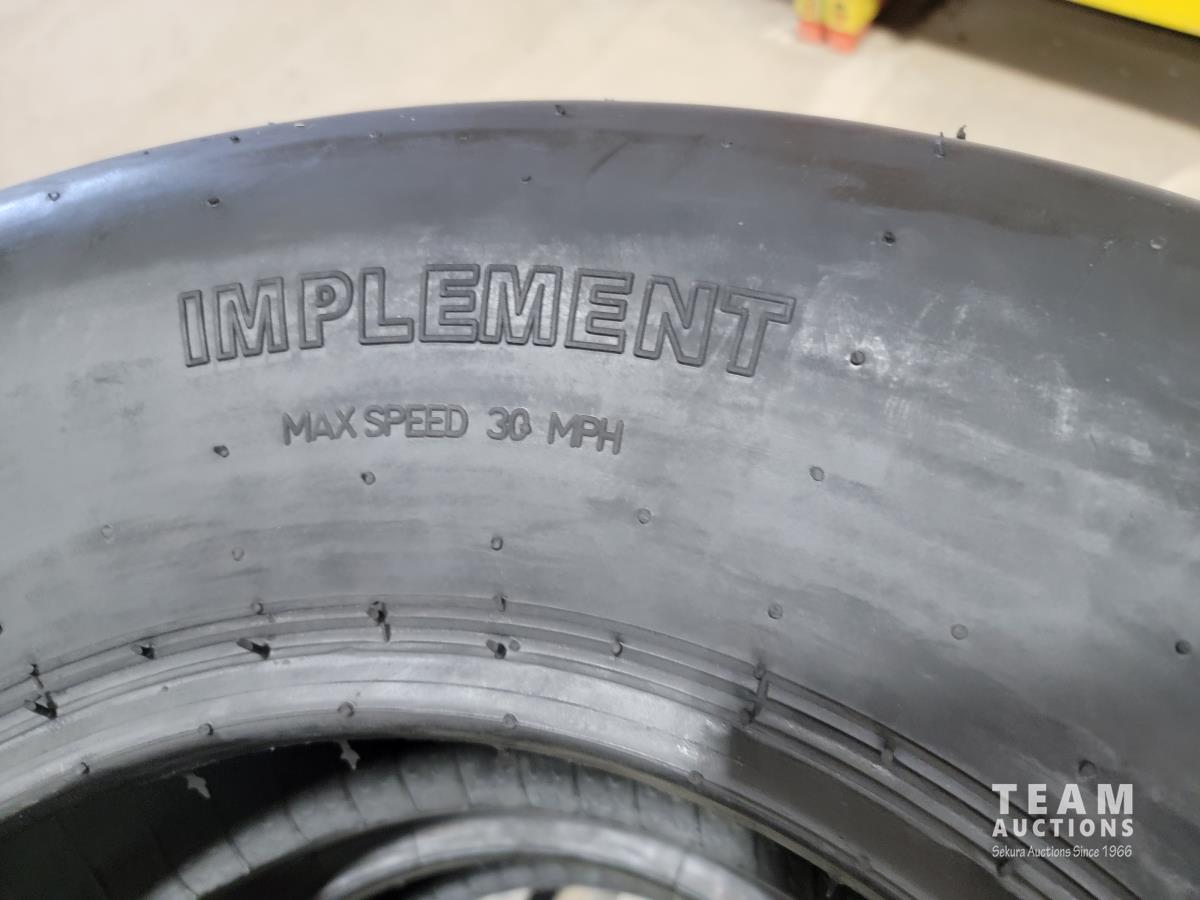 IMPLEMENT
MAX SPEED 30 MPH
TEAM
AUCTIONS
Sekura Auctions Since 1966